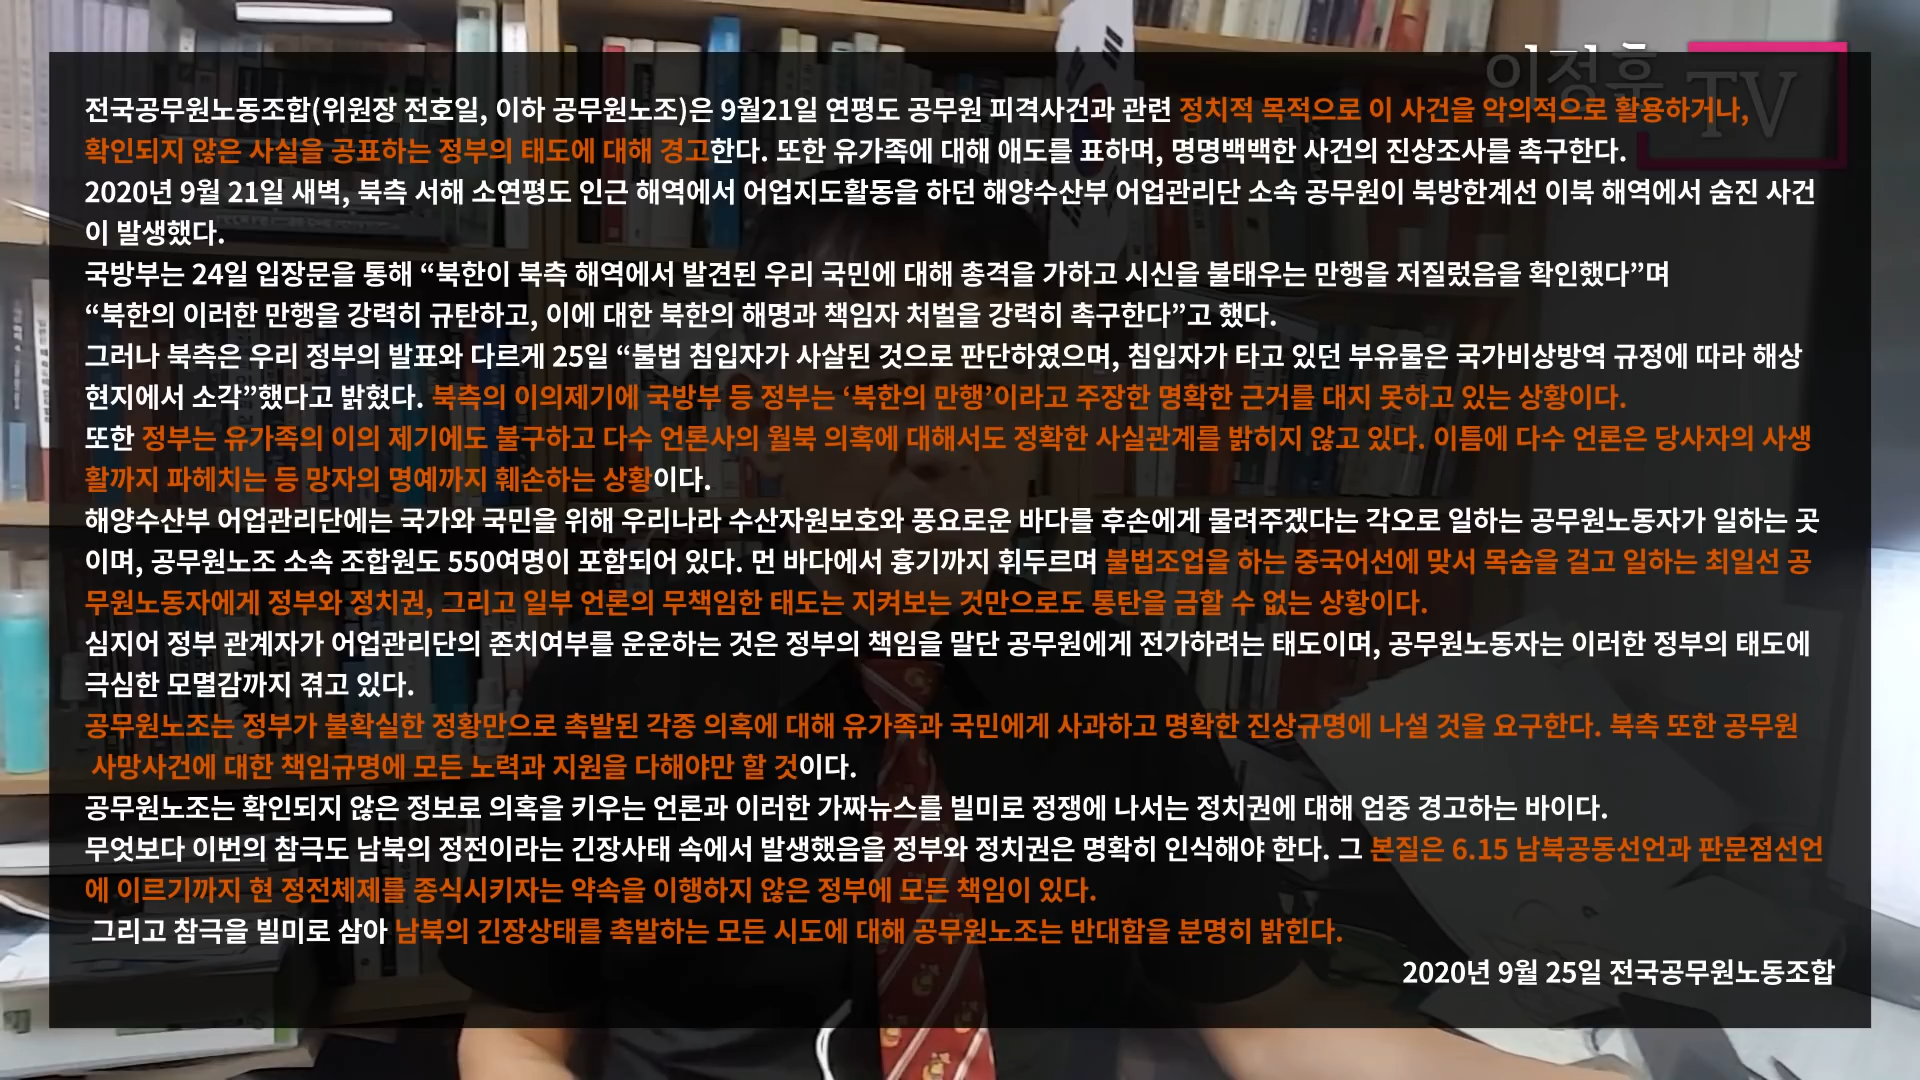 이정훈 TV
전국공무원노동조합(위원장 전호일, 이하 공무원노조)은 9월21일 연평도 공무원 피격사건과 관련 정치적 목적으로 이 사건을 악의적으로 활용하거나,
확인되지 않은 사실을 공표하는 정부의 태도에 대해 경고한다. 또한 유가족에 대해 애도를 표하며, 명명백백한 사건의 진상조사를 촉구한다.
2020년 9월 21일 새벽, 북측 서해 소연평도 인근 해역에서 어업지도활동을 하던 해양수산부 어업관리단 소속 공무원이 북방한계선 이북 해역에서 숨진 사건
이 발생했다.
국방부는 24일 입장문을 통해 “북한이 북측 해역에서 발견된 우리 국민에 대해 총격을 가하고 시신을 불태우는 만행을 저질렀음을 확인했다”며
“북한의 이러한 만행을 강력히 규탄하고, 이에 대한 북한의 해명과 책임자 처벌을 강력히 촉구한다”고 했다.
그러나 북측은 우리 정부의 발표와 다르게 25일 “불법 침입자가 사살된 것으로 판단하였으며, 침입자가 타고 있던 부유물은 국가비상방역 규정에 따라 해상
현지에서 소각”했다고 밝혔다. 북측의 이의제기에 국방부 등 정부는 ‘북한의 만행’이라고 주장한 명확한 근거를 대지 못하고 있는 상황이다.
또한 정부는 유가족의 이의 제기에도 불구하고 다수 언론사의 월북 의혹에 대해서도 정확한 사실관계를 밝히지 않고 있다. 이틈에 다수 언론은 당사자의 사생
활까지 파헤치는 등 망자의 명예까지 훼손하는 상황이다.
해양수산부 어업관리단에는 국가와 국민을 위해 우리나라 수산자원보호와 풍요로운 바다를 후손에게 물려주겠다는 각오로 일하는 공무원노동자가 일하는 곳
이며, 공무원노조 소속 조합원도 550여명이 포함되어 있다. 먼 바다에서 흉기까지 휘두르며 불법조업을 하는 중국어선에 맞서 목숨을 걸고 일하는 최일선 공
무원노동자에게 정부와 정치권, 그리고 일부 언론의 무책임한 태도는 지켜보는 것만으로도 통탄을 금할 수 없는 상황이다.
심지어 정부 관계자가 어업관리단의 존치여부를 운운하는 것은 정부의 책임을 말단 공무원에게 전가하려는 태도이며, 공무원노동자는 이러한 정부의 태도에
극심한 모멸감까지 겪고 있다.
공무원노조는 정부가 불확실한 정황만으로 촉발된 각종 의혹에 대해 유가족과 국민에게 사과하고 명확한 진상규명에 나설 것을 요구한다. 북측 또한 공무원
사망사건에 대한 책임규명에 모든 노력과 지원을 다해야만 할 것이다.
공무원노조는 확인되지 않은 정보로 의혹을 키우는 언론과 이러한 가짜뉴스를 빌미로 정쟁에 나서는 정치권에 대해 엄중 경고하는 바이다.
무엇보다 이번의 참극도 남북의 정전이라는 긴장사태 속에서 발생했음을 정부와 정치권은 명확히 인식해야 한다. 그 본질은 6.15 남북공동선언과 판문점선언
에 이르기까지 현 정전체제를 종식시키자는 약속을 이행하지 않은 정부에 모든 책임이 있다.
그리고 참극을 빌미로 삼아 남북의 긴장상태를 촉발하는 모든 시도에 대해 공무원노조는 반대함을 분명히 밝힌다.
2020년 9월 25일 전국공무원노동조합